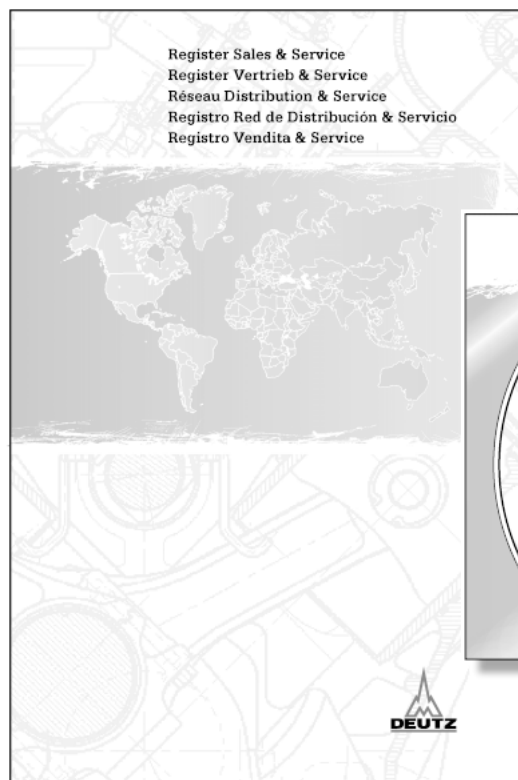 Register Sales & Service
Register Vertrieb & Service
Réseau Distribution & Service
Registro Red de Distribución & Servicio
Registro Vendita & Service
DEUTZ